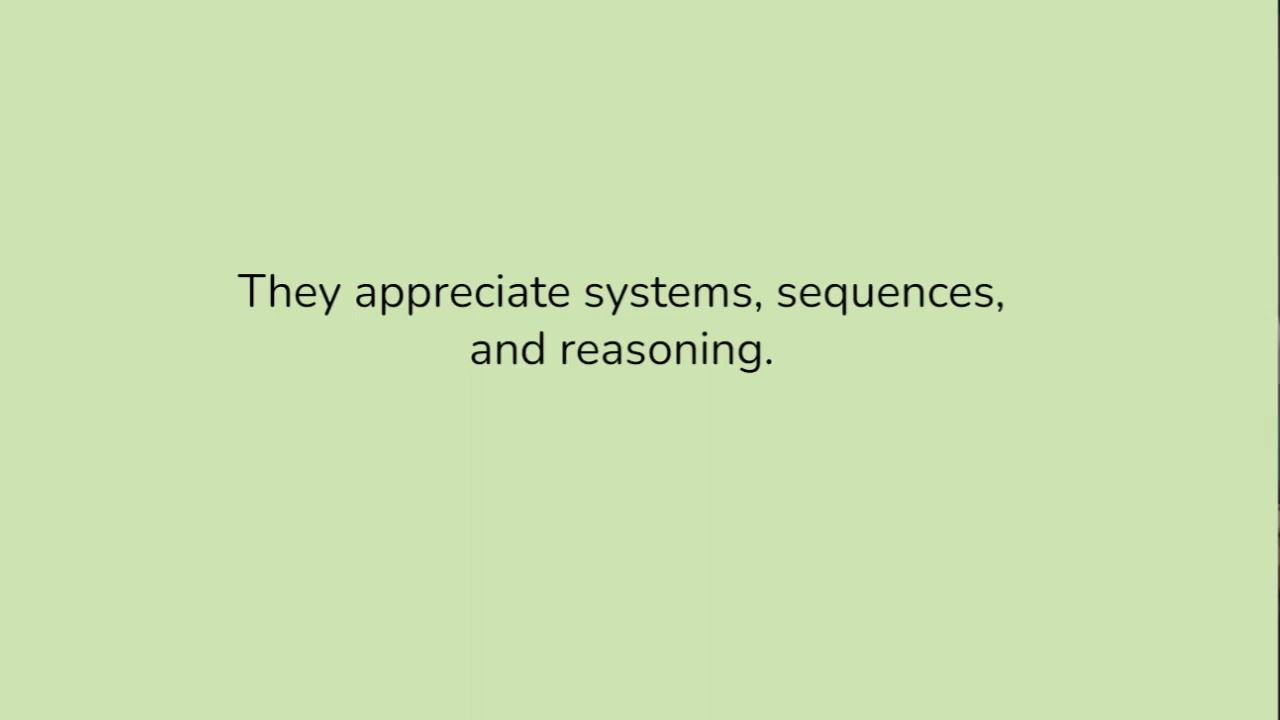 They appreciate systems, sequences,
and reasoning.